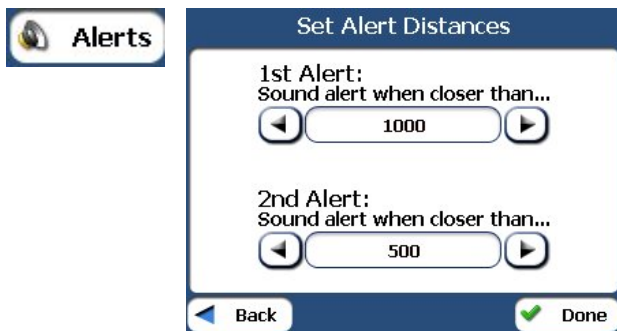 Alerts
Set Alert Distances
1st Alert:
Sound alert when closer than...
1000
2nd Alert:
Sound alert when closer than...
500
Back
Done